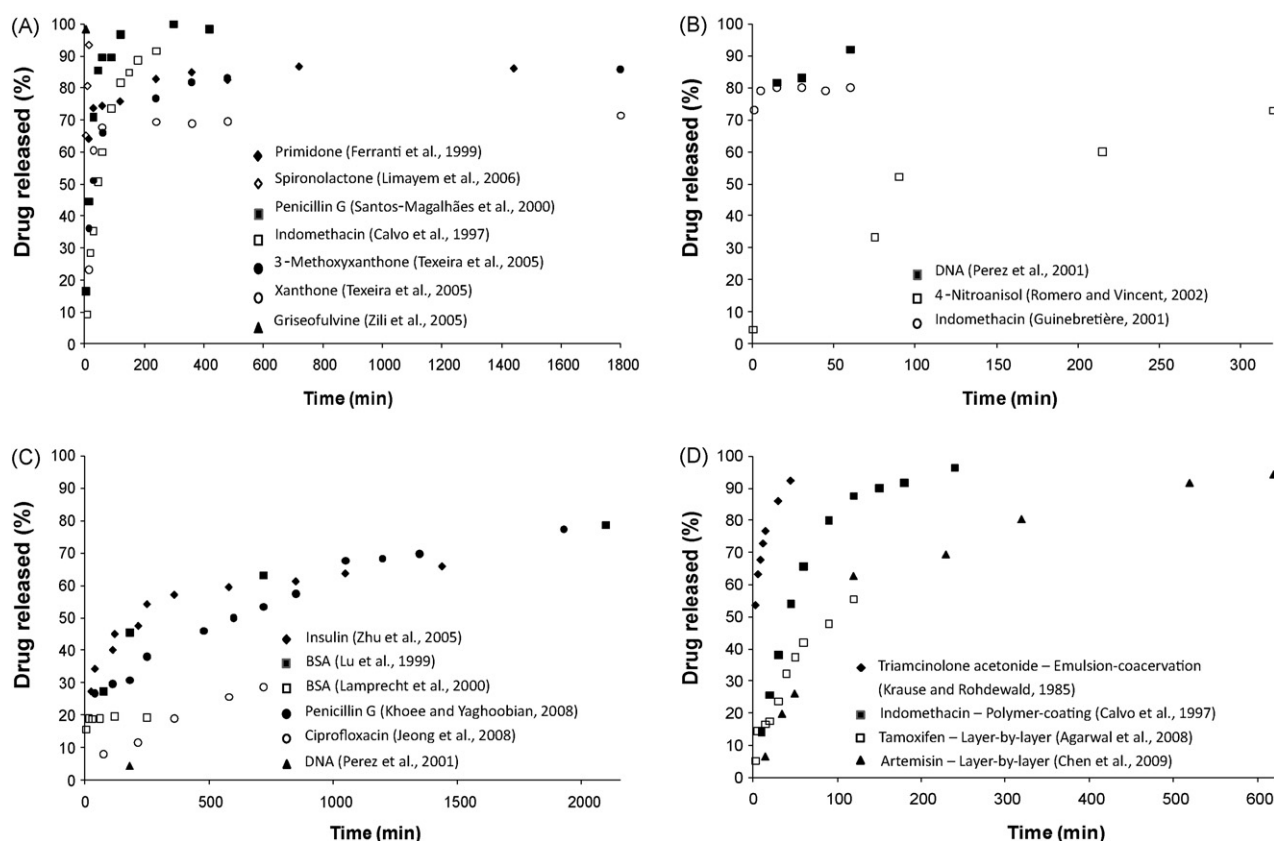 (A)
Drug released (%)
100
90
80
70
60
50
40
30
20
10
0
Primidone (Ferranti et al., 1999)
Spironolactone (Limayem et al., 2006)
Penicillin G (Santos-Magalhães et al., 2000)
Indomethacin (Calvo et al., 1997)
3-Methoxyxanthone (Texeira et al., 2005)
Xanthone (Texeira et al., 2005)
Griseofulvine (Zili et al., 2005)
0 200 400 600 800 1000 1200 1400 1600 1800
Time (min)
(B)
Drug released (%)
100
90
80
70
60
50
40
30
20
10
0
DNA (Perez et al., 2001)
4-Nitroanisol (Romero and Vincent, 2002)
Indomethacin (Guinebretière, 2001)
0 50 100 150 200 250 300
Time (min)
(C)
Drug released (%)
100
90
80
70
60
50
40
30
20
10
0
Insulin (Zhu et al., 2005)
BSA (Lu et al., 1999)
BSA (Lamprecht et al., 2000)
Penicillin G (Khoee and Yaghoobian, 2008)
Ciprofloxacin (Jeong et al., 2008)
DNA (Perez et al., 2001)
0 500 1000 1500 2000
Time (min)
(D)
Drug released (%)
100
90
80
70
60
50
40
30
20
10
0
Triamcinolone acetonide – Emulsion-coacervation
(Krause and Rohdewald, 1985)
Indomethacin – Polymer-coating (Calvo et al., 1997)
Tamoxifen – Layer-by-layer (Agarwal et al., 2008)
Artemisin – Layer-by-layer (Chen et al., 2009)
0 100 200 300 400 500 600
Time (min)